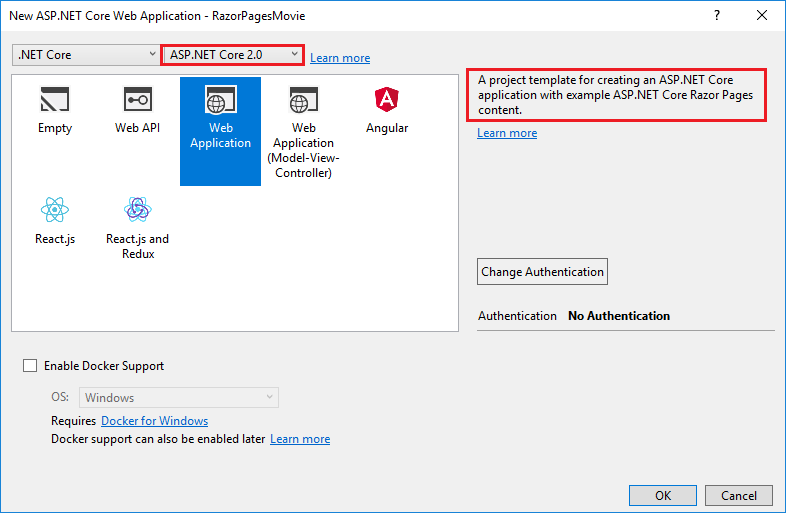 New ASP.NET Core Web Application - RazorPagesMovie
.NET Core
ASP.NET Core 2.0
Learn more
Empty
Web API
Web
Application
Web
Application
(Model-View-
Controller)
Angular
React.js
React.js and
Redux
A project template for creating an ASP.NET Core
application with example ASP.NET Core Razor Pages
content.
Learn more
Change Authentication
Authentication No Authentication
Enable Docker Support
OS: Windows
Requires Docker for Windows
Docker support can also be enabled later Learn more
OK
Cancel